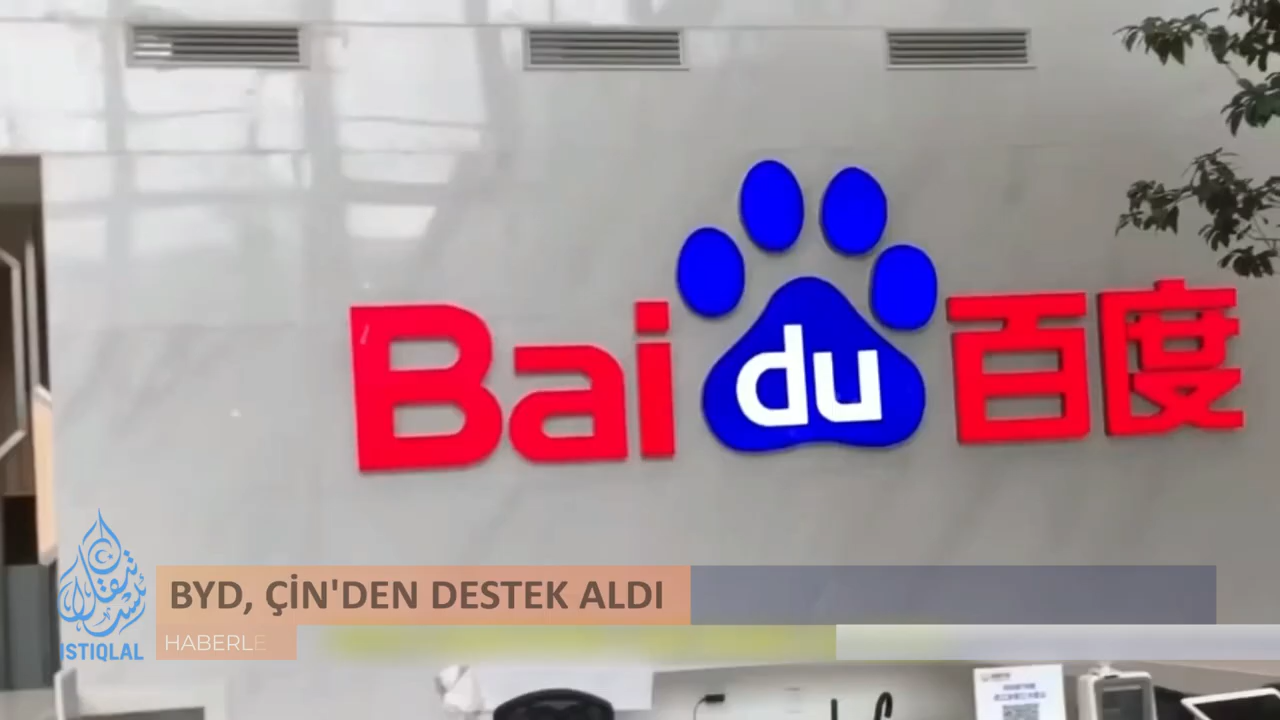 Baidu百度
BYD, ÇİN'DEN DESTEK ALDI
HABERLE
ISTIQLAL